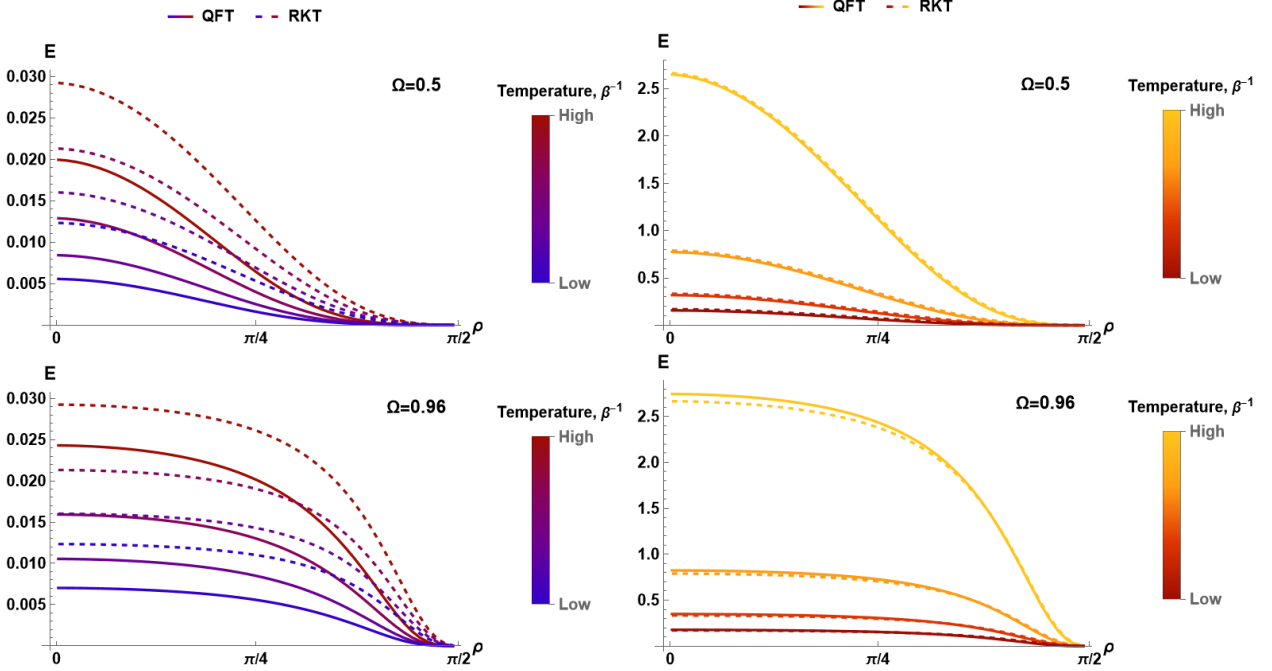 QFT RKT
E
0.030
0.025
0.020
0.015
0.010
0.005
Ω=0.5
0 π/4 π/2 ρ
Temperature, β⁻¹
High
Low
QFT RKT
E
2.5
2.0
1.5
1.0
0.5
Ω=0.5
0 π/4 π/2 ρ
Temperature, β⁻¹
High
Low
E
0.030
0.025
0.020
0.015
0.010
0.005
Ω=0.96
0 π/4 π/2 ρ
Temperature, β⁻¹
High
Low
E
2.5
2.0
1.5
1.0
0.5
Ω=0.96
0 π/4 π/2 ρ
Temperature, β⁻¹
High
Low